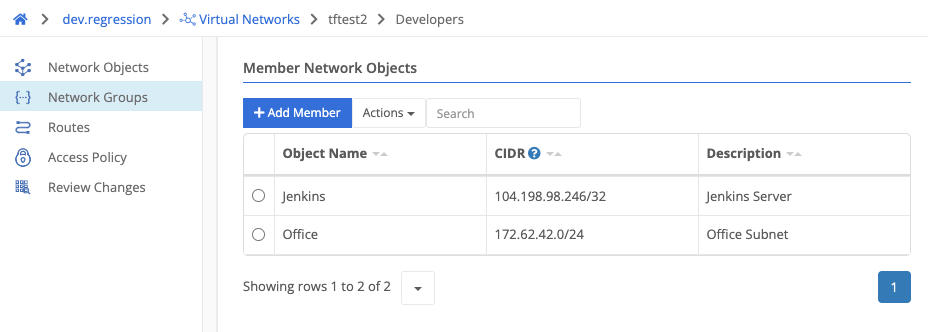 dev.regression Virtual Networks tftest2 Developers
Network Objects
Network Groups
Routes
Access Policy
Review Changes
Member Network Objects
+ Add Member Actions Search
Object Name CIDR ? Description
Jenkins 104.198.98.246/32 Jenkins Server
Office 172.62.42.0/24 Office Subnet
Showing rows 1 to 2 of 2 1